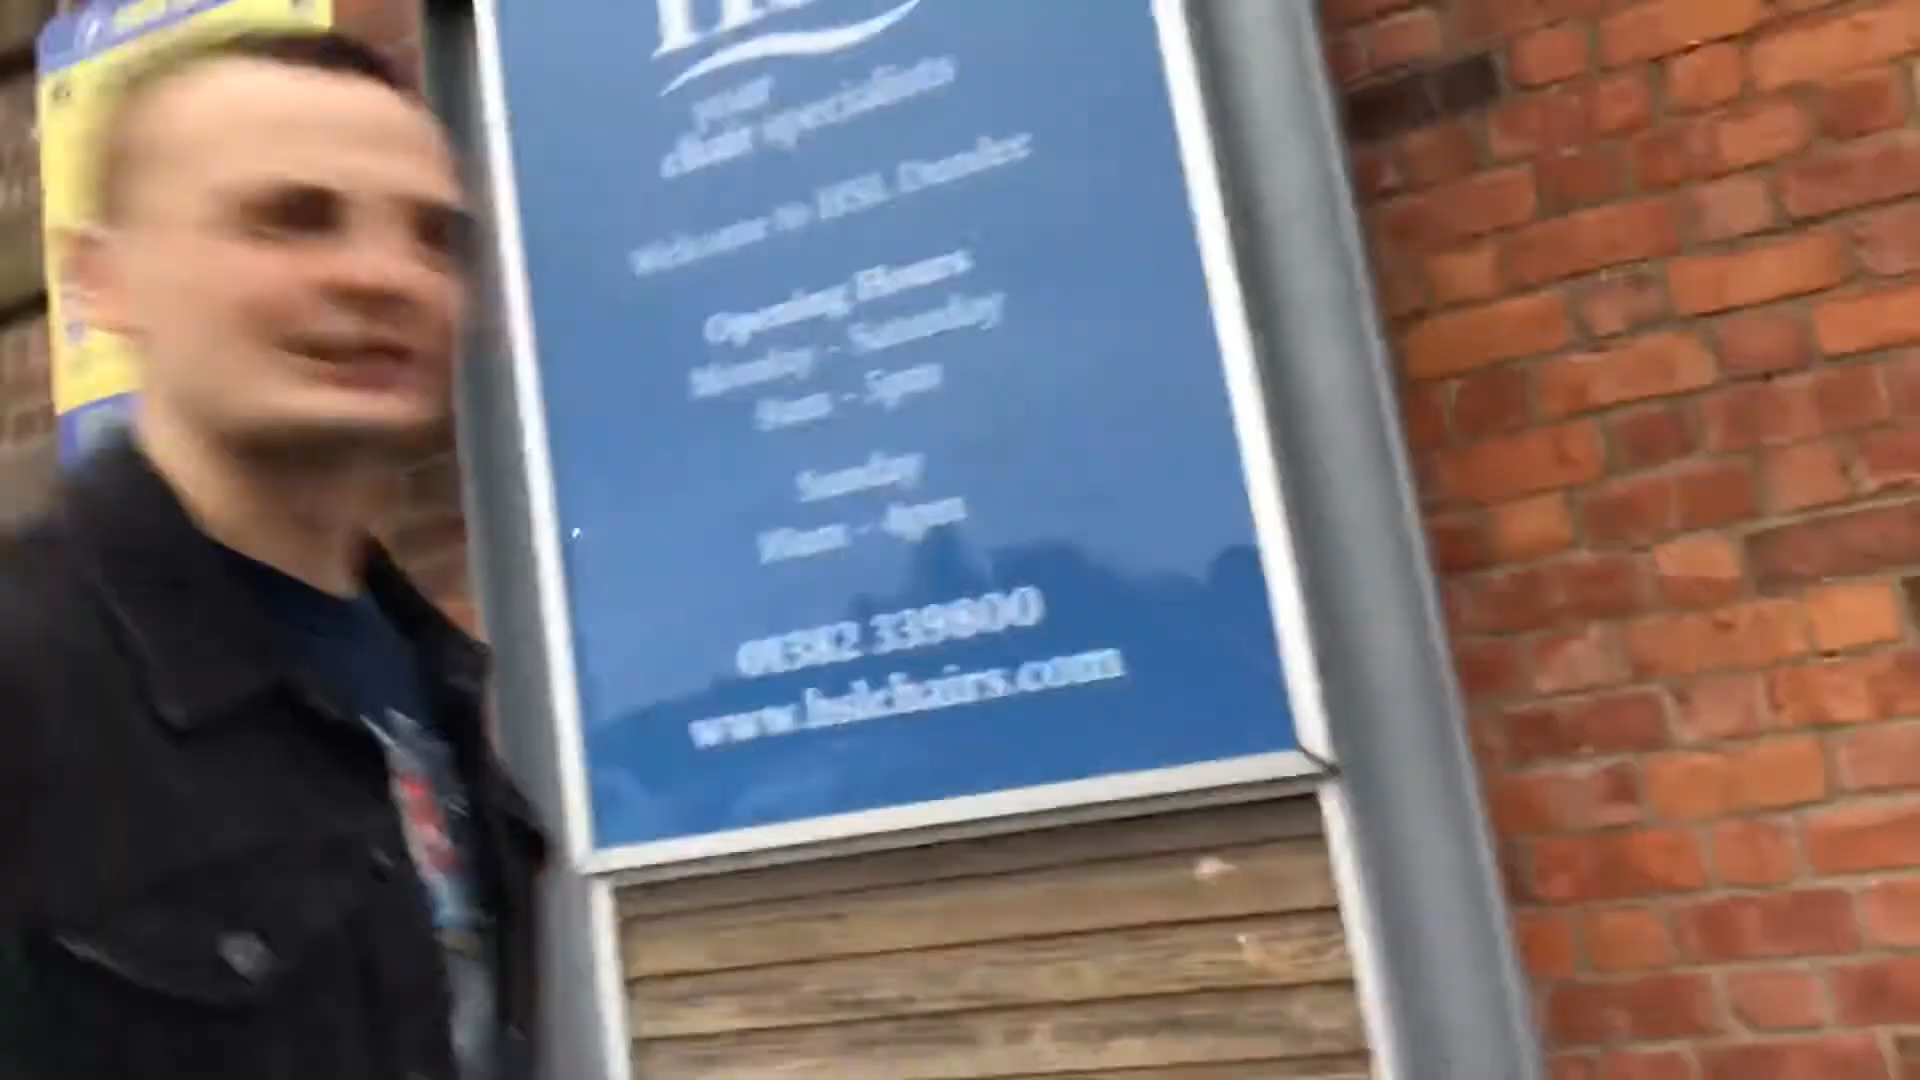 HSL
your
chair specialists
Welcome to HSL Dundee
Opening Hours
Monday - Saturday
9am - 5pm
Sunday
10am - 4pm
01382 339800
www.hslchairs.com